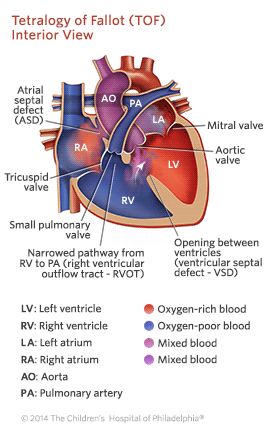 Tetralogy of Fallot (TOF)
Interior View
Atrial
septal
defect
(ASD)
AO
PA
LA
Mitral valve
RA
Aortic
valve
LV
Tricuspid
valve
RV
Small pulmonary
valve
Narrowed pathway from
RV to PA (right ventricular
outflow tract - RVOT)
Opening between
ventricles
(ventricular septal
defect - VSD)
LV: Left ventricle
RV: Right ventricle
LA: Left atrium
RA: Right atrium
AO: Aorta
PA: Pulmonary artery
Oxygen-rich blood
Oxygen-poor blood
Mixed blood
Mixed blood
© 2014 The Children's Hospital of Philadelphia®